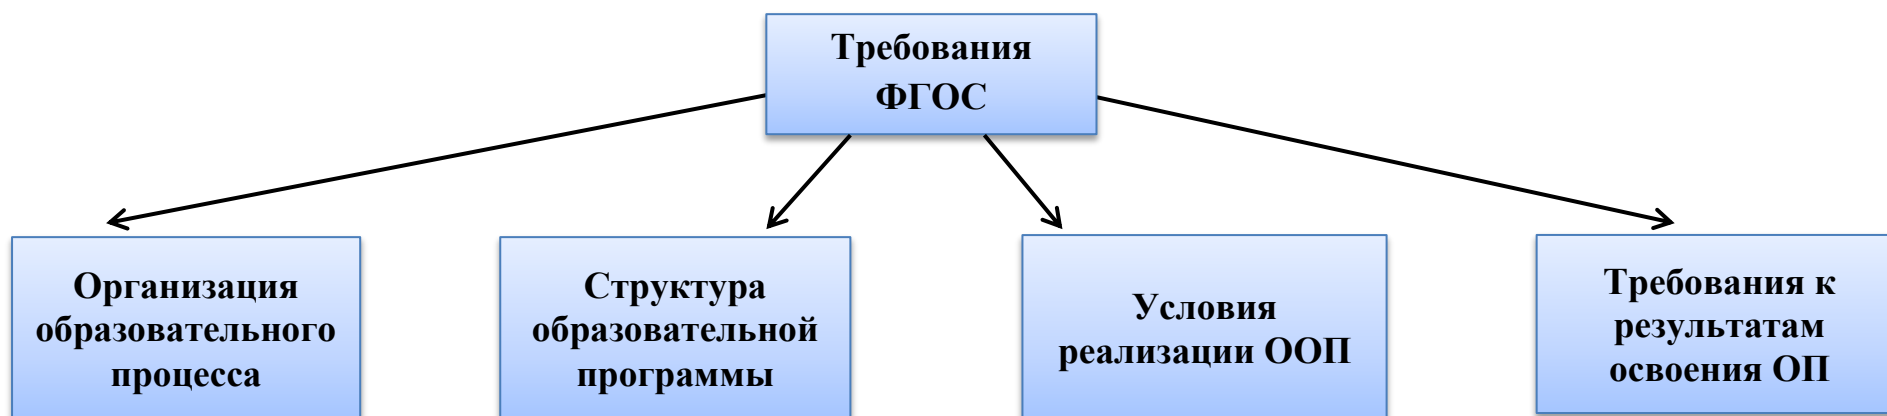 Требования
ФГОС
Организация
образовательного
процесса
Структура
образовательной
программы
Условия
реализации ООП
Требования к
результатам
освоения ОП